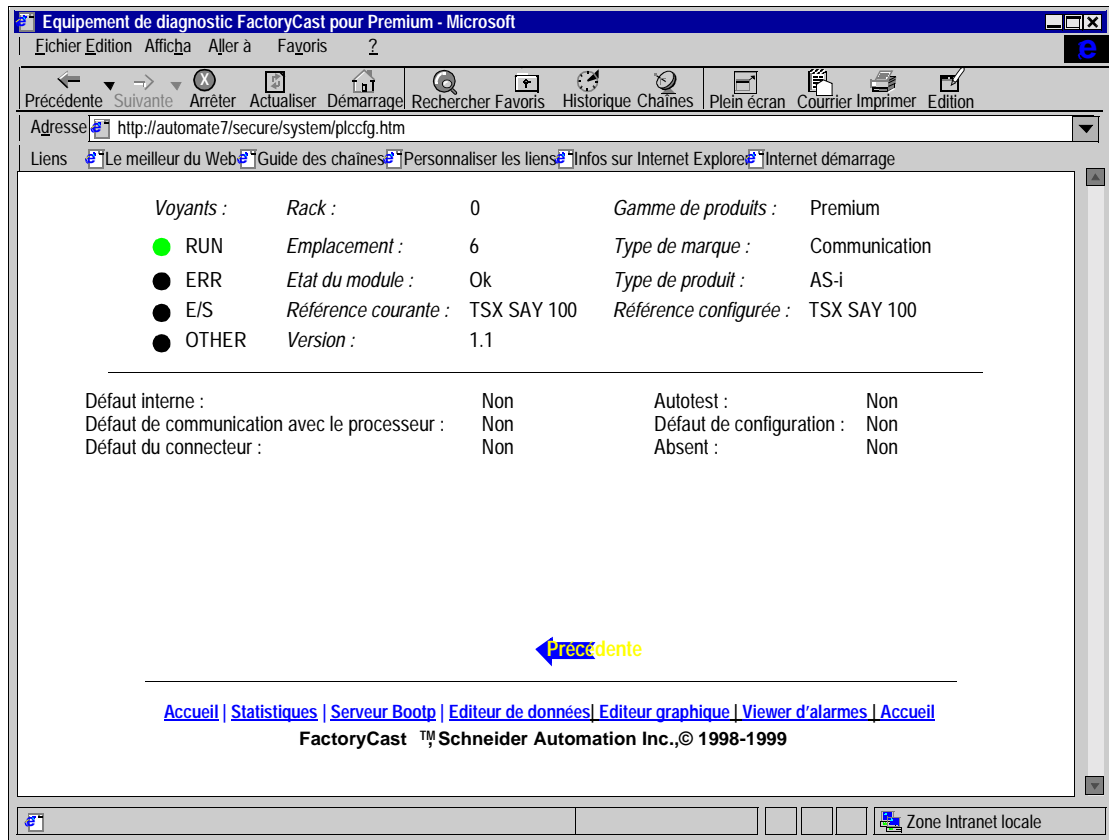 Equipement de diagnostic FactoryCast pour Premium - Microsoft
Fichier Edition Afficha Aller à Favoris ?
Précédente Suivante Arrêter Actualiser Démarrage Rechercher Favoris Historique Chaînes Plein écran Courrier Imprimer Edition
Adresse http://automate7/secure/system/plccfg.htm
Liens Le meilleur du Web Guide des chaînes Personnaliser les liens Infos sur Internet Explorer Internet démarrage
Voyants : Rack : 0 Gamme de produits : Premium
RUN Emplacement : 6 Type de marque : Communication
ERR Etat du module : Ok Type de produit : AS-i
E/S Référence courante : TSX SAY 100 Référence configurée : TSX SAY 100
OTHER Version : 1.1
Défaut interne : Non Autotest : Non
Défaut de communication avec le processeur : Non Défaut de configuration : Non
Défaut du connecteur : Non Absent : Non
Précédente
Accueil | Statistiques | Serveur Bootp | Editeur de données| Editeur graphique | Viewer d'alarmes | Accueil
FactoryCast ™, Schneider Automation Inc.,© 1998-1999
Zone Intranet locale